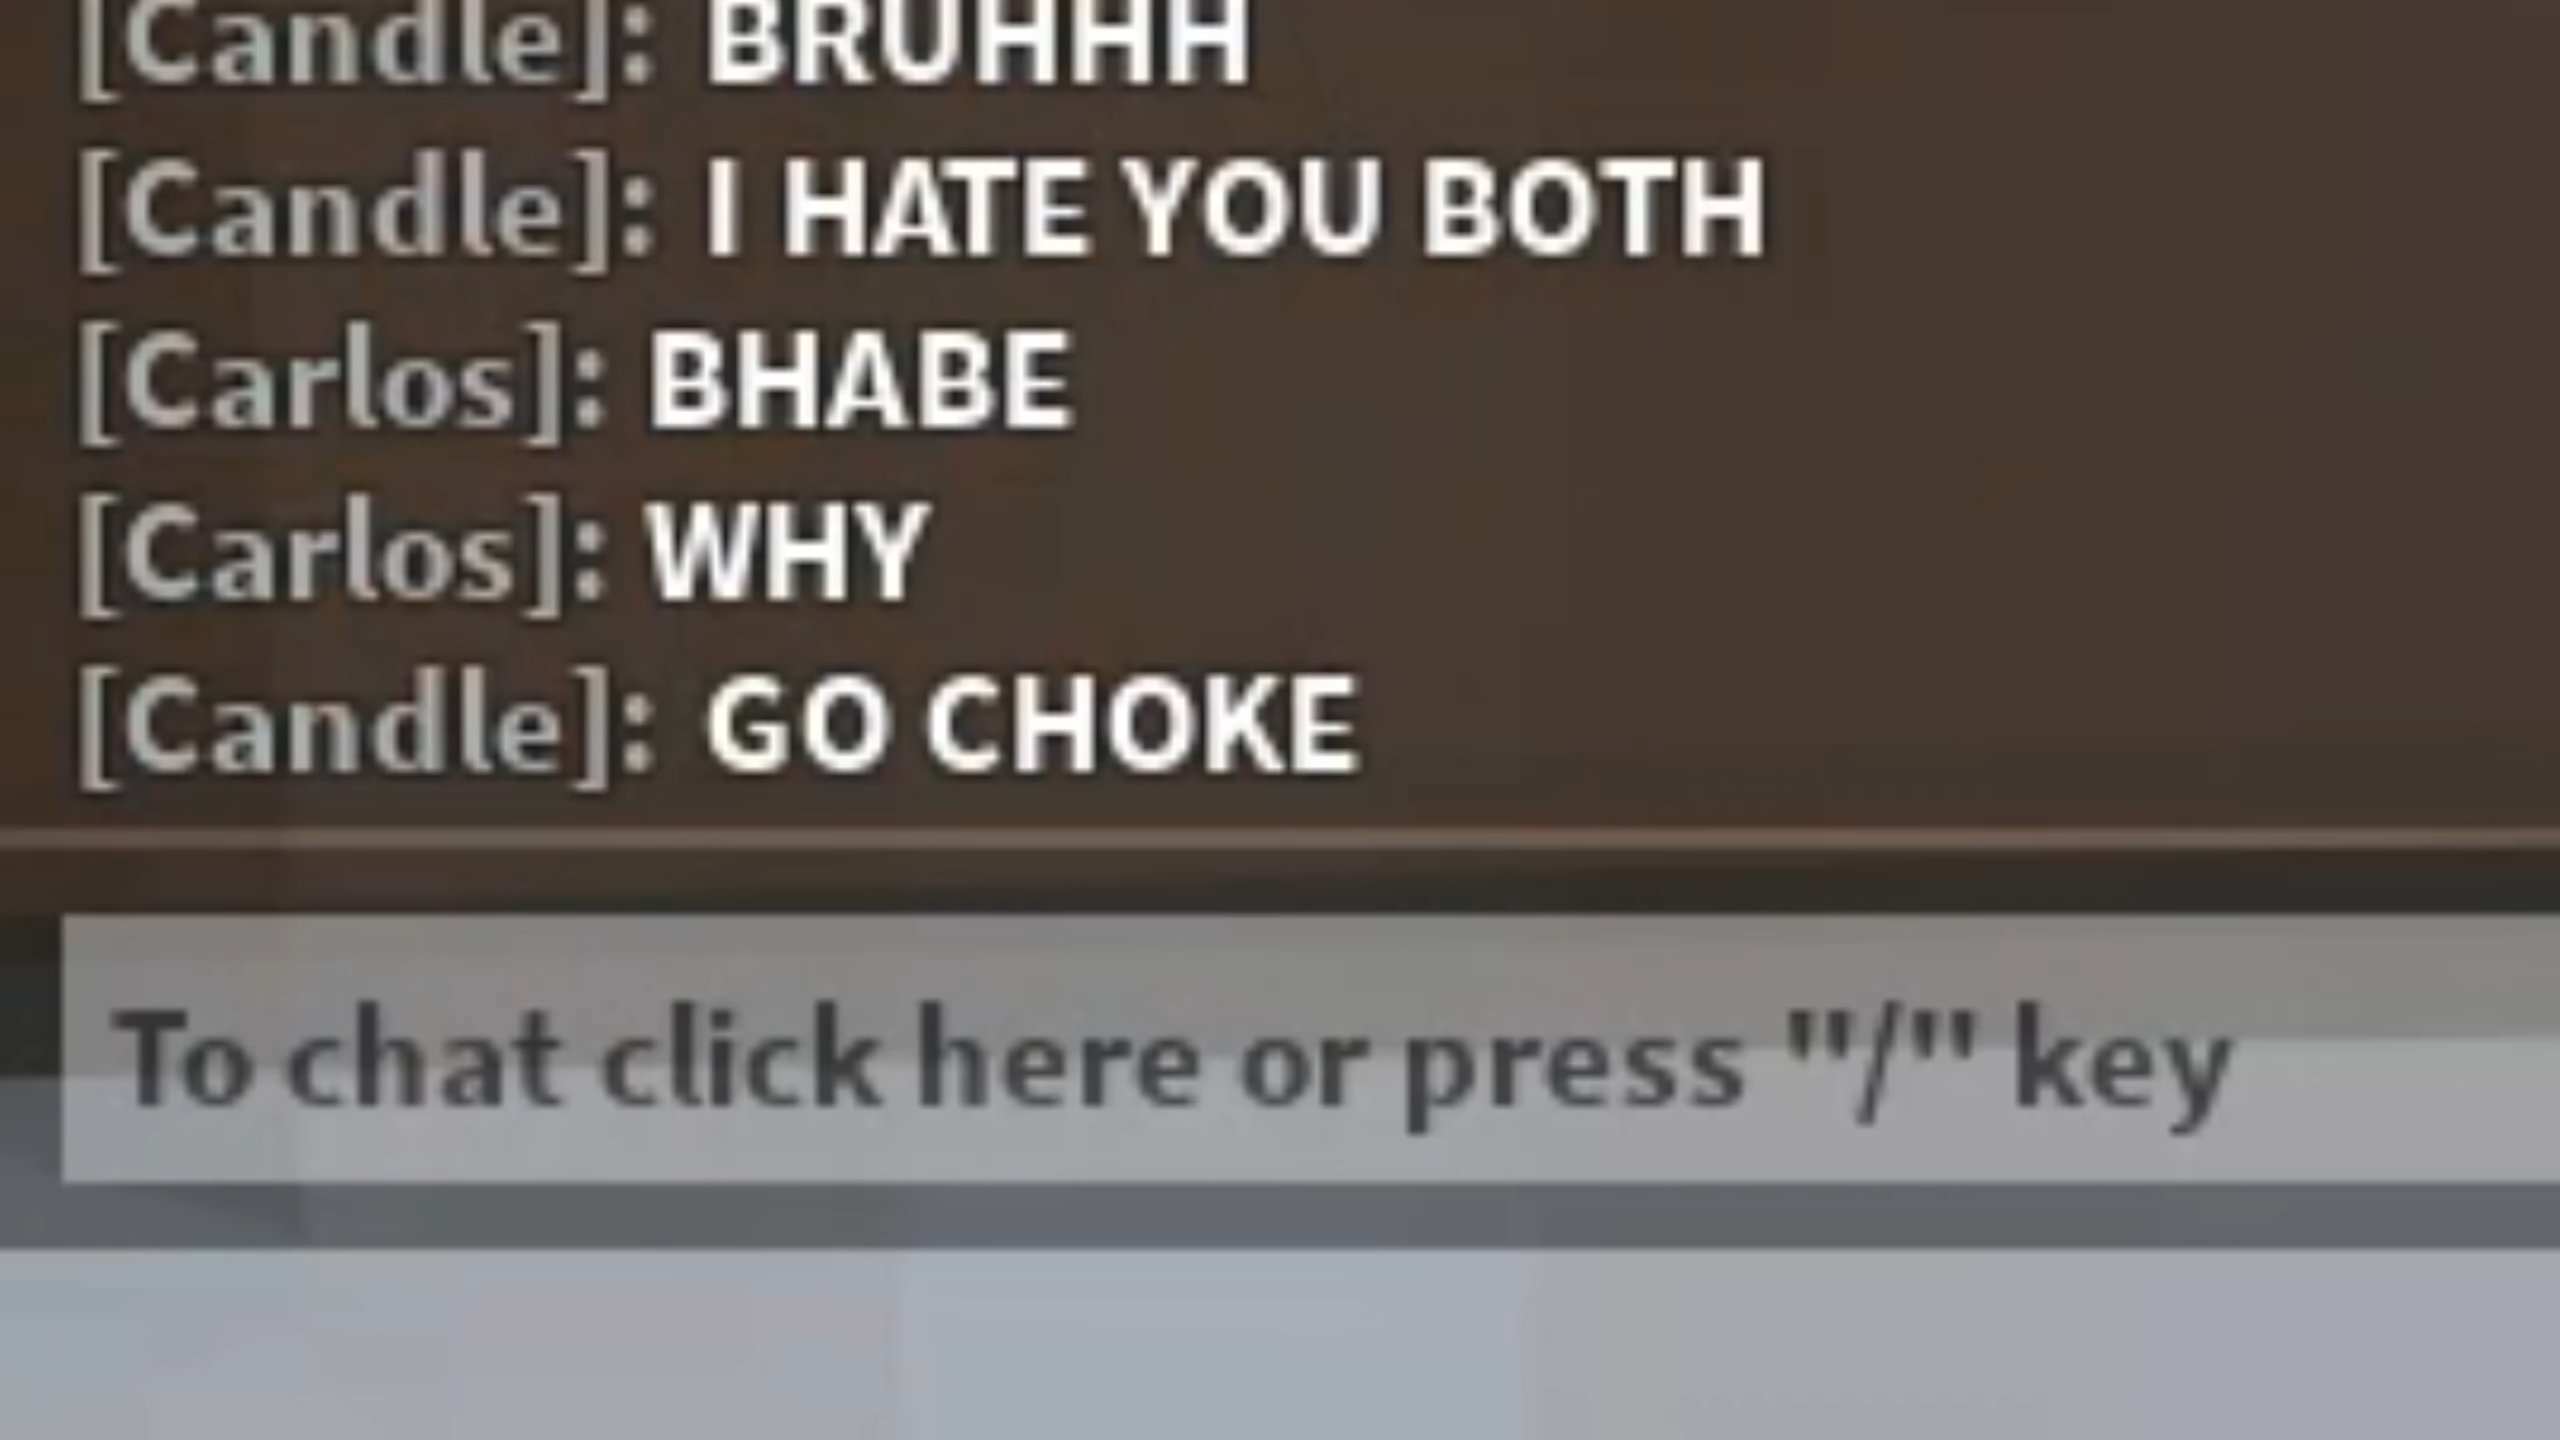 [Candle]: BRUHHH
[Candle]: I HATE YOU BOTH
[Carlos]: BHABE
[Carlos]: WHY
[Candle]: GO CHOKE
To chat click here or press "/" key